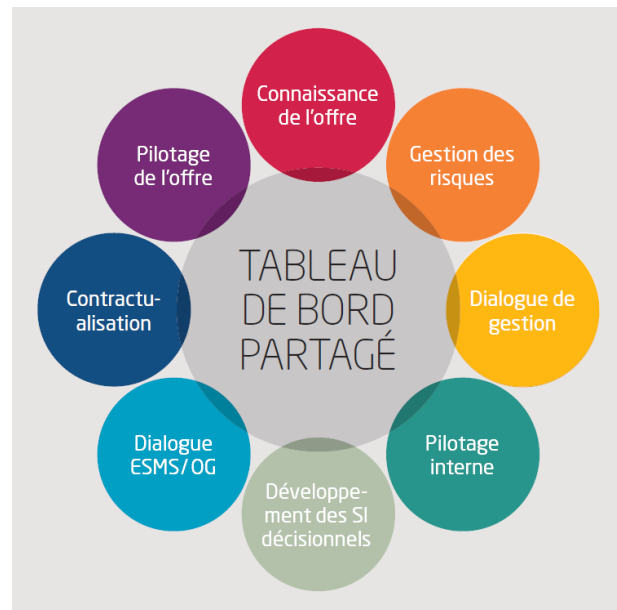 Connaissance
de l'offre
Gestion des
risques
Dialogue de
gestion
Pilotage
interne
Développe-
ment des SI
décisionnels
Dialogue
ESMS/OG
Contractu-
alisation
Pilotage
de l'offre
TABLEAU
DE BORD
PARTAGÉ